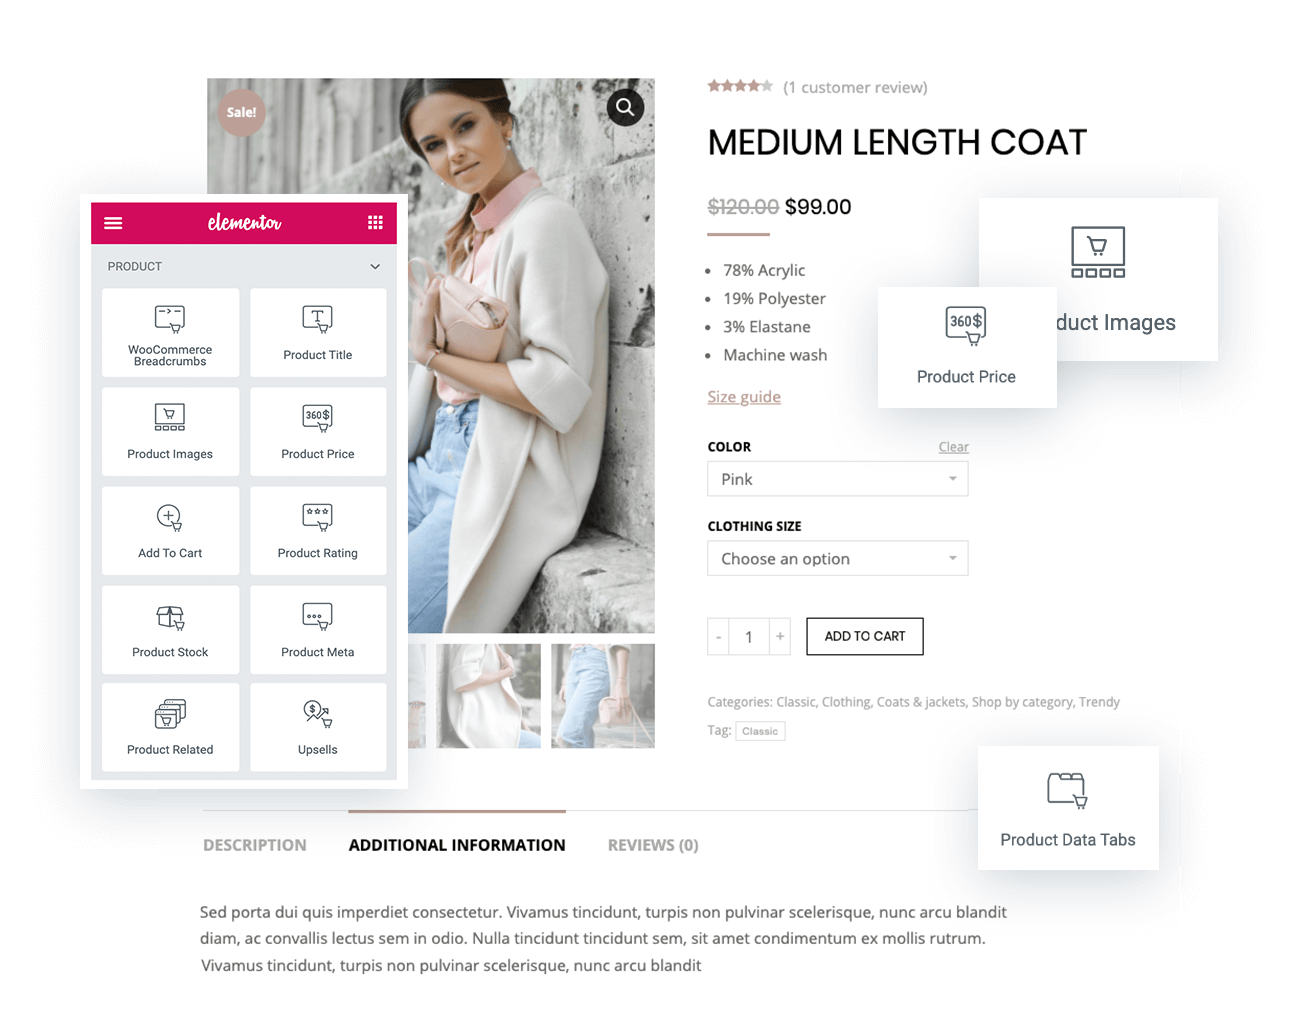 Sale!
(1 customer review)
MEDIUM LENGTH COAT
$120.00 $99.00
78% Acrylic
19% Polyester
3% Elastane
Machine wash
Size guide
COLOR
Clear
Pink
CLOTHING SIZE
Choose an option
- 1 +
ADD TO CART
Categories: Classic, Clothing, Coats & jackets, Shop by category, Trendy
Tag: Classic
elementor
PRODUCT
WooCommerce
Breadcrumbs
Product Title
Product Images
360$
Product Price
Add To Cart
Product Rating
Product Stock
Product Meta
Product Related
$
Upsells
duct Images
360$
Product Price
Product Data Tabs
DESCRIPTION
ADDITIONAL INFORMATION
REVIEWS (0)
Sed porta dui quis imperdiet consectetur. Vivamus tincidunt, turpis non pulvinar scelerisque, nunc arcu blandit
diam, ac convallis lectus sem in odio. Nulla tincidunt tincidunt sem, sit amet condimentum ex mollis rutrum.
Vivamus tincidunt, turpis non pulvinar scelerisque, nunc arcu blandit